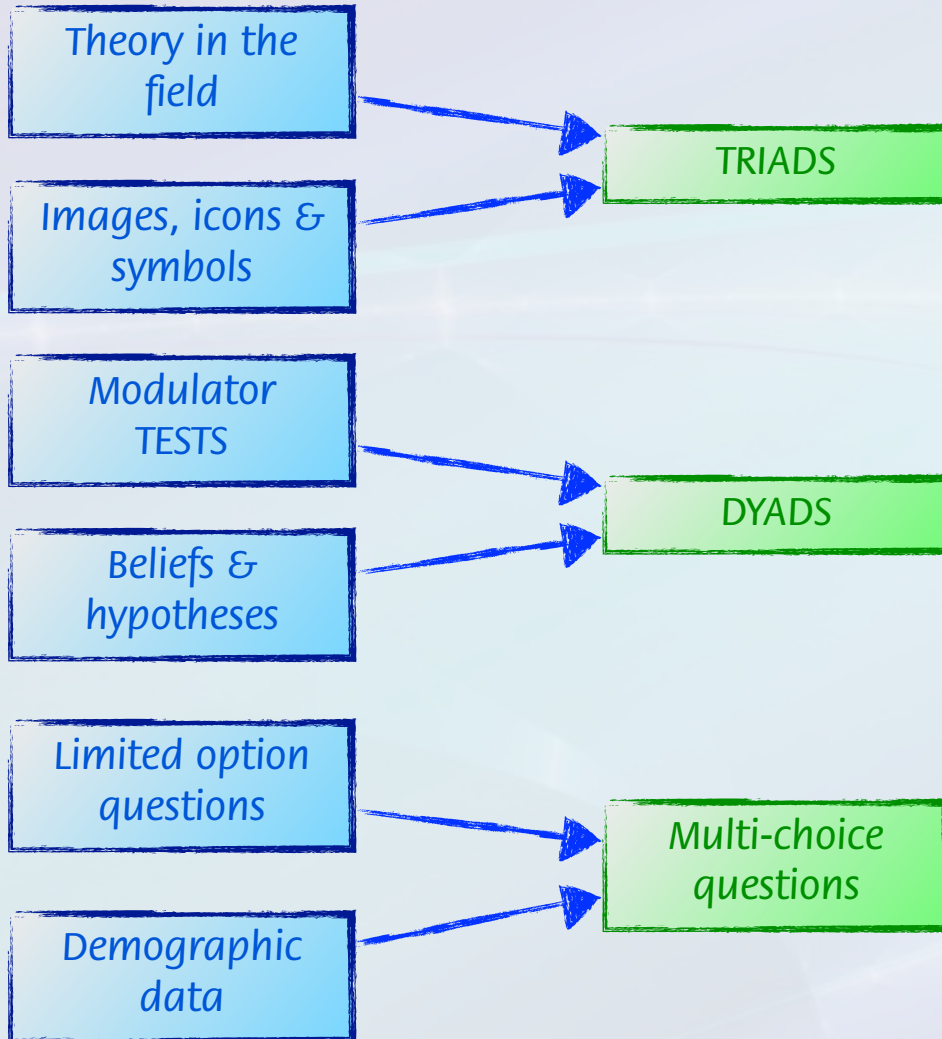 Theory in the
field
TRIADS
Images, icons &
symbols
Modulator
TESTS
DYADS
Beliefs &
hypotheses
Limited option
questions
Multi-choice
questions
Demographic
data